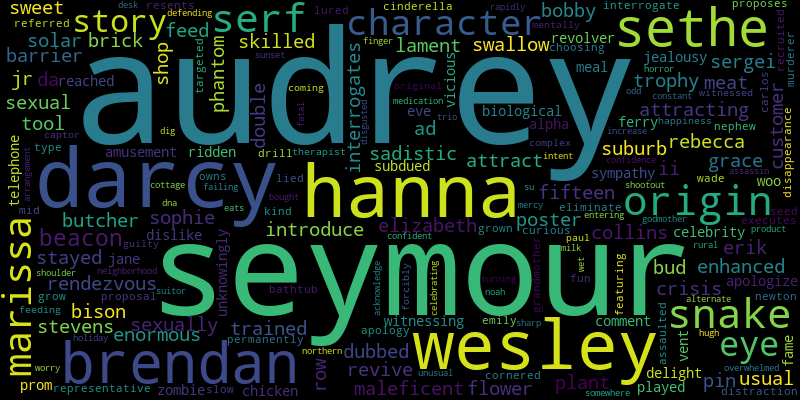 sweet desk resents defending lured cinderella interrogate proposes
referred story feed serf character bobby sethe
barrier solar brick shop skilled finger lament swallow revolver choosing mentally rapidly
jr da reached targeted phantom sunset interrogates vicious original meal jealousy sergei recruited murderer
sexual audrey coming disgusted medication biological trophy meat horror odd constant witnessed carlos
tool dig double fatal eve trio alpha attracting customer
type captor ridden drill therapist ad complex ferry happiness nephew increase
telephone amusement sadistic intent suburb rebecca disappearance
arrangement darcy owns failing lied subdued attract confidence sympathy ii grace shootout assassin
mid cottage dna eats bought hanna su mercy fifteen wade woo
butcher sophie kind confident elizabeth grown entering curious eliminate origin seed executes
marissa beacon dislike guilty introduce poster godmother collins celebrity rural product
stayed jane unknowingly seymour paul milk erik
shoulder neighborhood rendezvous acknowledge forcibly celebrating grandmother turning wet fun featuring bud enhanced apologize
feeding grow proposal suitor bathtub noah crisis alternate newton
bison sexually trained witnessing emily sharp comment assaulted snake
stevens enormous permanently apology wesley vent hugh fame
worry holiday brendan northern dubbed unusual cornered delight eye overwhelmed
prom revive flower played pin usual
representative zombie slow chicken row maleficent plant somewhere distraction